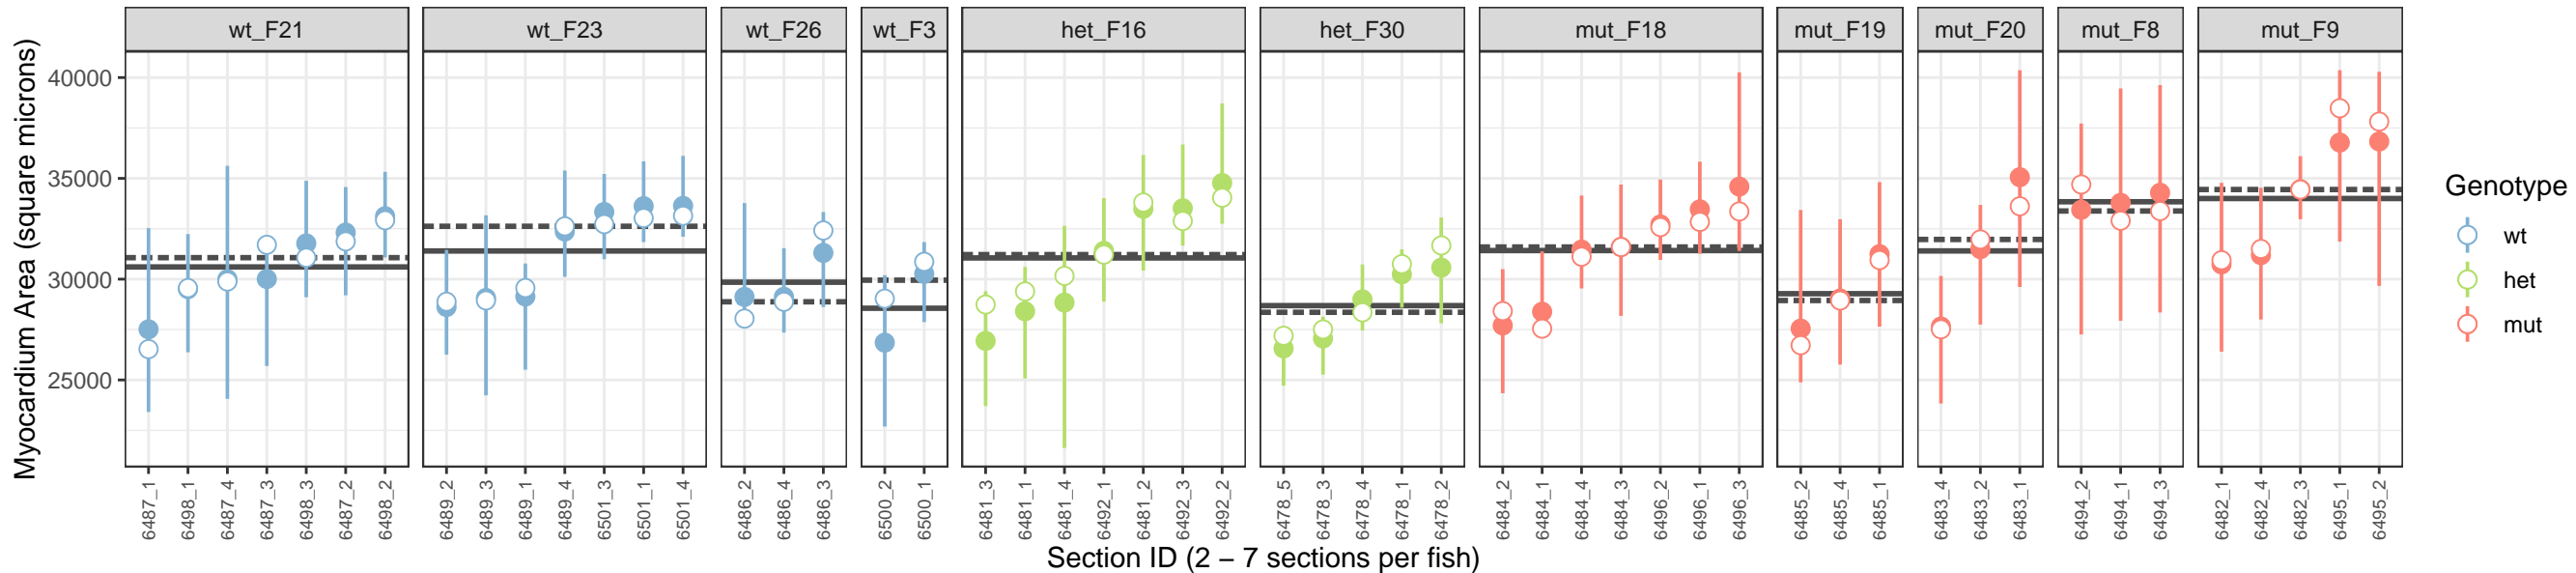 wt_F21 wt_F23 wt_F26 wt_F3 het_F16 het_F30 mut_F18 mut_F19 mut_F20 mut_F8 mut_F9
Myocardium Area (square microns)
40000
35000
30000
25000
6487_1 6498_1 6487_4 6487_3 6498_3 6487_2 6498_2 6489_2 6489_3 6489_1 6489_4 6501_3 6501_1 6501_4 6486_2 6486_4 6486_3 6500_2 6500_1 6481_3 6481_1 6481_4 6492_1 6481_2 6492_3 6492_2 6478_5 6478_3 6478_4 6478_1 6478_2 6484_2 6484_1 6484_4 6484_3 6496_2 6496_1 6496_3 6485_2 6485_4 6485_1 6483_4 6483_2 6483_1 6494_2 6494_1 6494_3 6482_1 6482_4 6482_3 6495_1 6495_2
Section ID (2 − 7 sections per fish)
Genotype
wt
het
mut